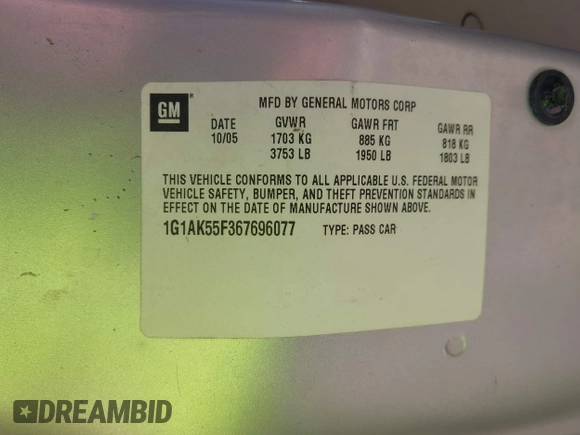 GM
MFD BY GENERAL MOTORS CORP
DATE GVWR GAWR FRT GAWR RR
10/05 1703 KG 885 KG 818 KG
3753 LB 1950 LB 1803 LB
THIS VEHICLE CONFORMS TO ALL APPLICABLE U.S. FEDERAL MOTOR
VEHICLE SAFETY, BUMPER, AND THEFT PREVENTION STANDARDS IN
EFFECT ON THE DATE OF MANUFACTURE SHOWN ABOVE.
1G1AK55F367696077 TYPE: PASS CAR
DREAMBID